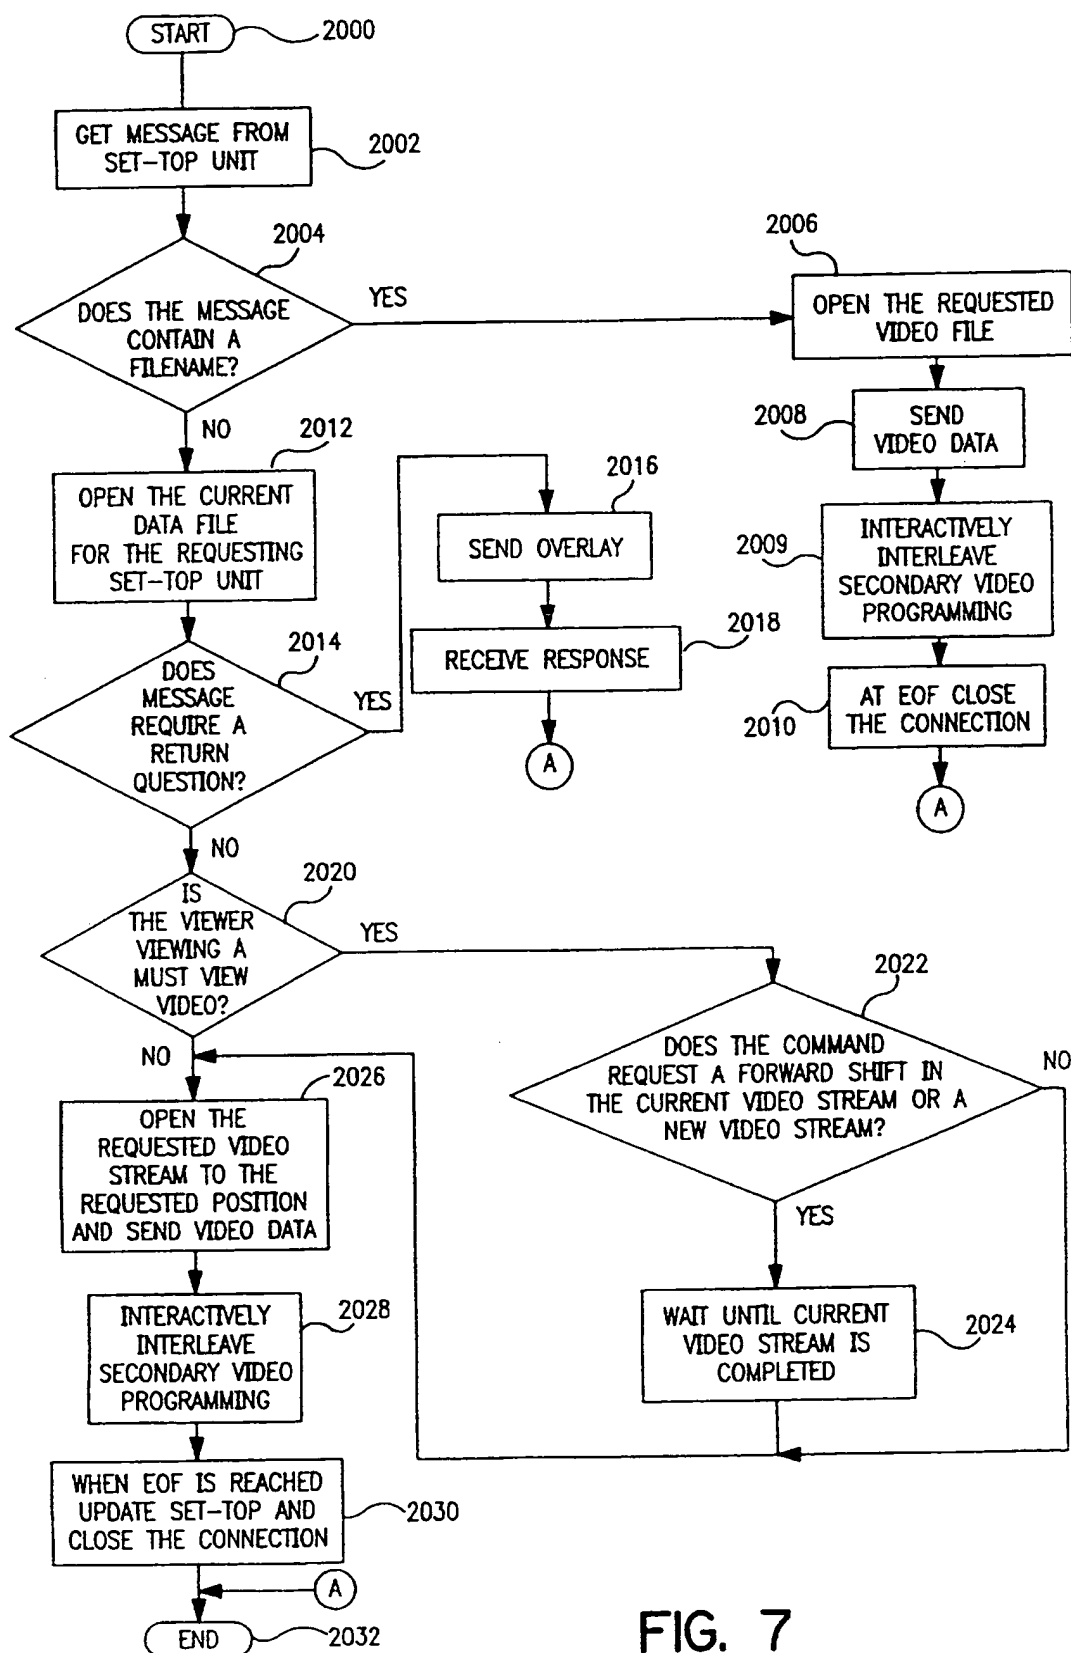 START
2000
GET MESSAGE FROM
SET-TOP UNIT
2002
2004
DOES THE MESSAGE
CONTAIN A
FILENAME?
YES
NO
2006
OPEN THE REQUESTED
VIDEO FILE
2008
SEND
VIDEO DATA
2009
INTERACTIVELY
INTERLEAVE
SECONDARY VIDEO
PROGRAMMING
2010
AT EOF CLOSE
THE CONNECTION
A
2012
OPEN THE CURRENT
DATA FILE
FOR THE REQUESTING
SET-TOP UNIT
2014
DOES
MESSAGE
REQUIRE A
RETURN
QUESTION?
YES
NO
2016
SEND OVERLAY
2018
RECEIVE RESPONSE
A
2020
IS
THE VIEWER
VIEWING A
MUST VIEW
VIDEO?
YES
NO
2022
DOES THE COMMAND
REQUEST A FORWARD SHIFT IN
THE CURRENT VIDEO STREAM OR A
NEW VIDEO STREAM?
NO
YES
WAIT UNTIL CURRENT
VIDEO STREAM IS
COMPLETED
2024
2026
OPEN THE
REQUESTED VIDEO
STREAM TO THE
REQUESTED POSITION
AND SEND VIDEO DATA
INTERACTIVELY
INTERLEAVE
SECONDARY VIDEO
PROGRAMMING
2028
WHEN EOF IS REACHED
UPDATE SET-TOP AND
CLOSE THE CONNECTION
2030
A
END
2032
FIG. 7